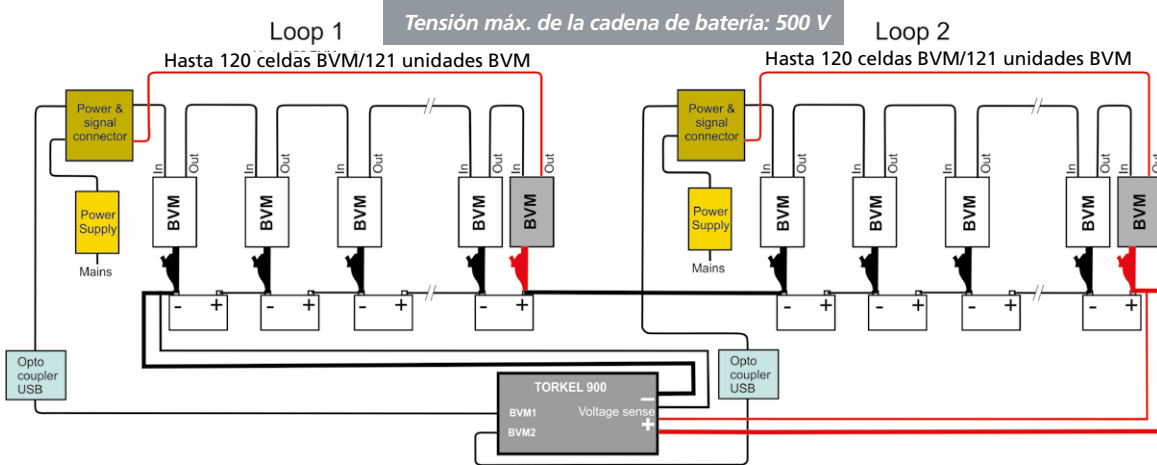 Tensión máx. de la cadena de batería: 500 V
Loop 1
Hasta 120 celdas BVM/121 unidades BVM
Power &
signal
connector
In
Out
In
Out
In
Out
In
Out
In
Out
BVM
BVM
BVM
BVM
BVM
Power
Supply
Mains
- +
- +
- +
- +
Opto
coupler
USB
Loop 2
Hasta 120 celdas BVM/121 unidades BVM
Power &
signal
connector
In
Out
In
Out
In
Out
In
Out
In
Out
BVM
BVM
BVM
BVM
BVM
Power
Supply
Mains
- +
- +
- +
- +
Opto
coupler
USB
TORKEL 900
BVM1
Voltage sense
BVM2
−
+